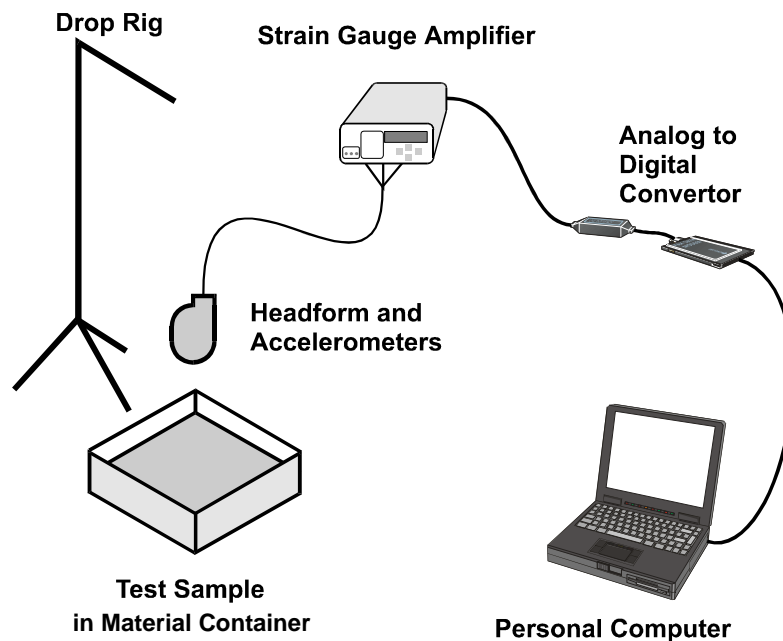 Drop Rig
Strain Gauge Amplifier
Analog to
Digital
Convertor
Headform and
Accelerometers
Test Sample
in Material Container
Personal Computer